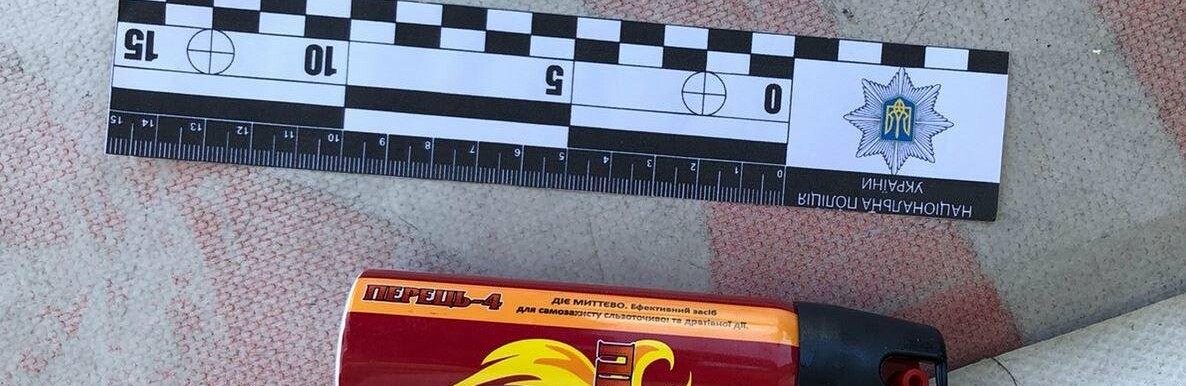 15
10
5
0
15 14 13 12 11 10 9 8 7 6 5 4 3 2 1 0
НАЦІОНАЛЬНА ПОЛІЦІЯ
УКРАЇНИ
ПЕРЕЦЬ-4
ДІЄ МИТТЄВО. Ефективний засіб
для самозахисту сльозоточивої та дратівної дії.